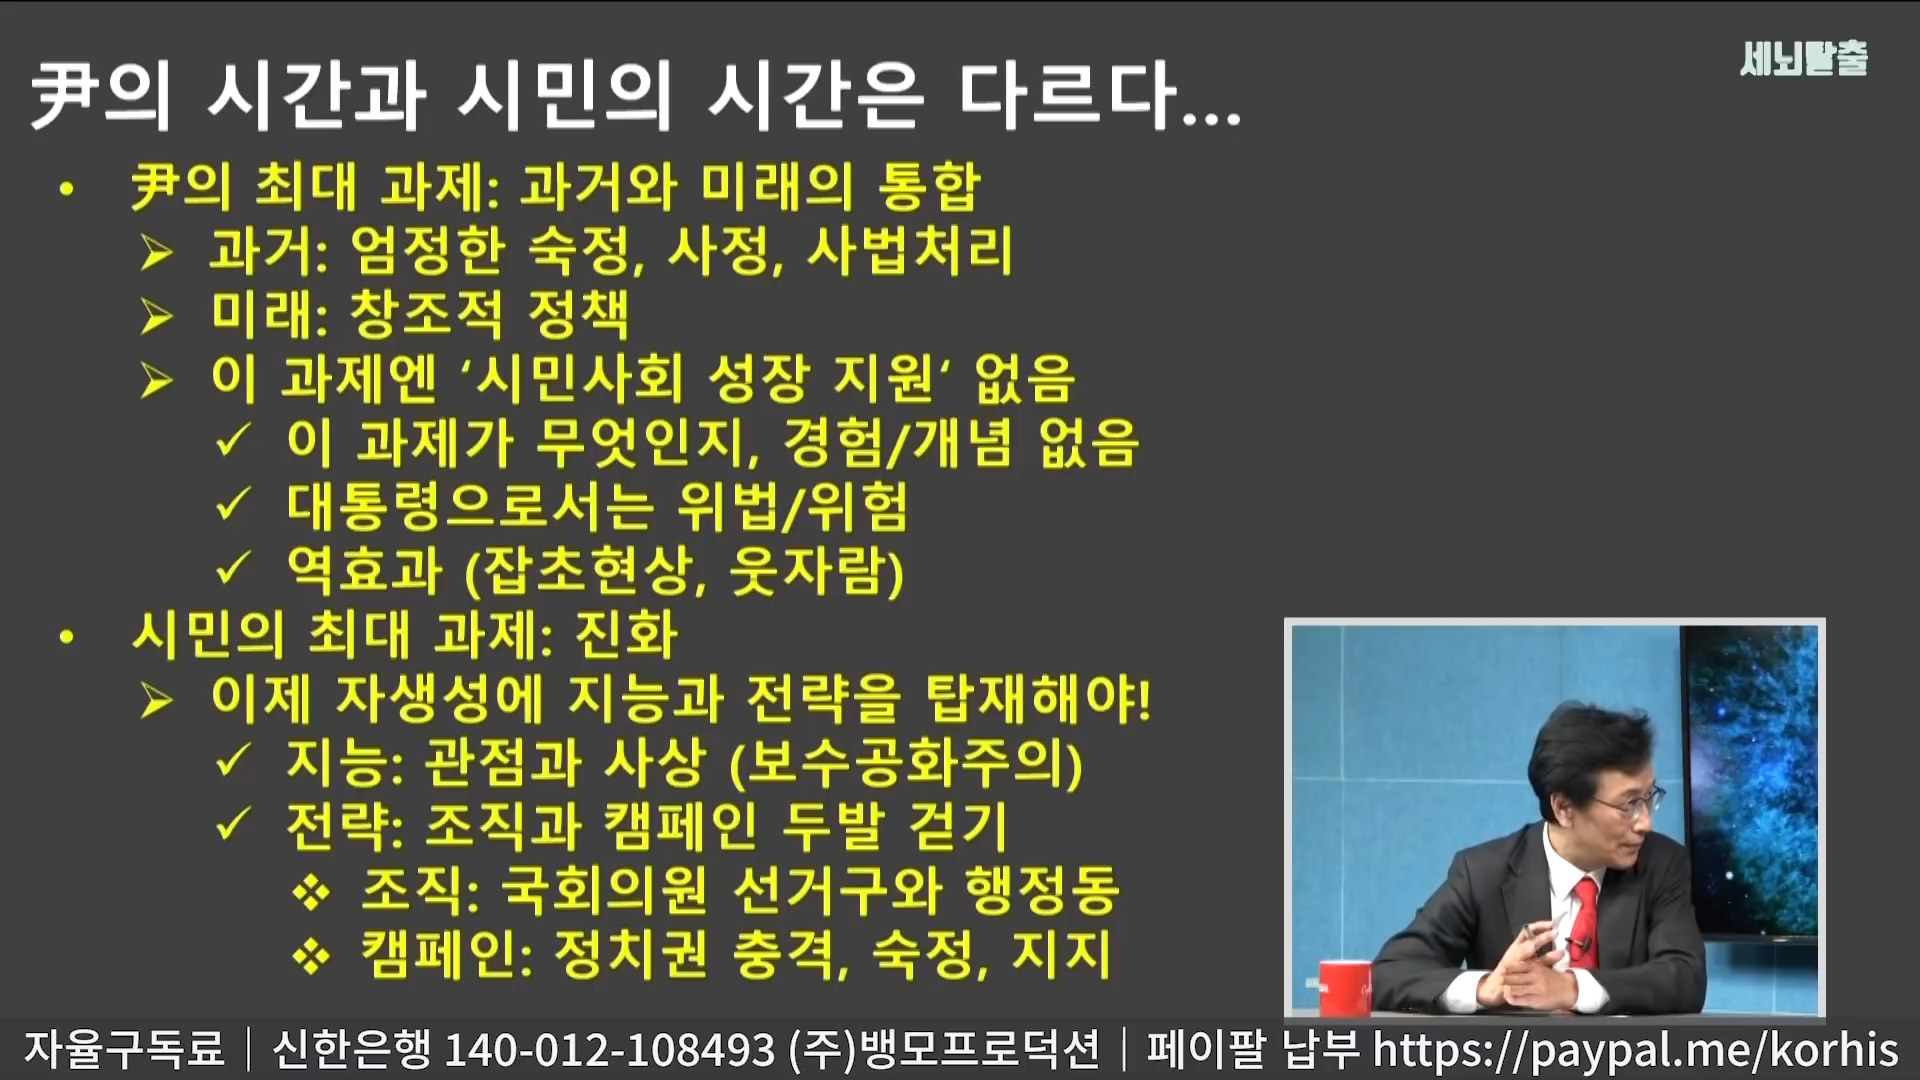 尹의 시간과 시민의 시간은 다르다...
세뇌탈출
• 尹의 최대 과제: 과거와 미래의 통합
➢ 과거: 엄정한 숙정, 사정, 사법처리
➢ 미래: 창조적 정책
➢ 이 과제엔 ‘시민사회 성장 지원‘ 없음
✓ 이 과제가 무엇인지, 경험/개념 없음
✓ 대통령으로서는 위법/위험
✓ 역효과 (잡초현상, 웃자람)
• 시민의 최대 과제: 진화
➢ 이제 자생성에 지능과 전략을 탑재해야!
✓ 지능: 관점과 사상 (보수공화주의)
✓ 전략: 조직과 캠페인 두발 걷기
❖ 조직: 국회의원 선거구와 행정동
❖ 캠페인: 정치권 충격, 숙정, 지지
자율구독료│신한은행 140-012-108493 (주)뱅모프로덕션│페이팔 납부 https://paypal.me/korhis